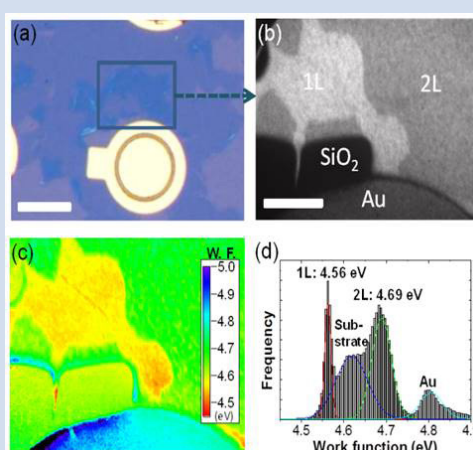 (a)
(b)
1L
2L
SiO₂
Au
(c)
W. F.
5.0
4.9
4.8
4.7
4.6
4.5
(eV)
(d)
1L: 4.56 eV
2L: 4.69 eV
Sub-
strate
Au
Frequency
4.5 4.6 4.7 4.8 4.
Work function (eV)